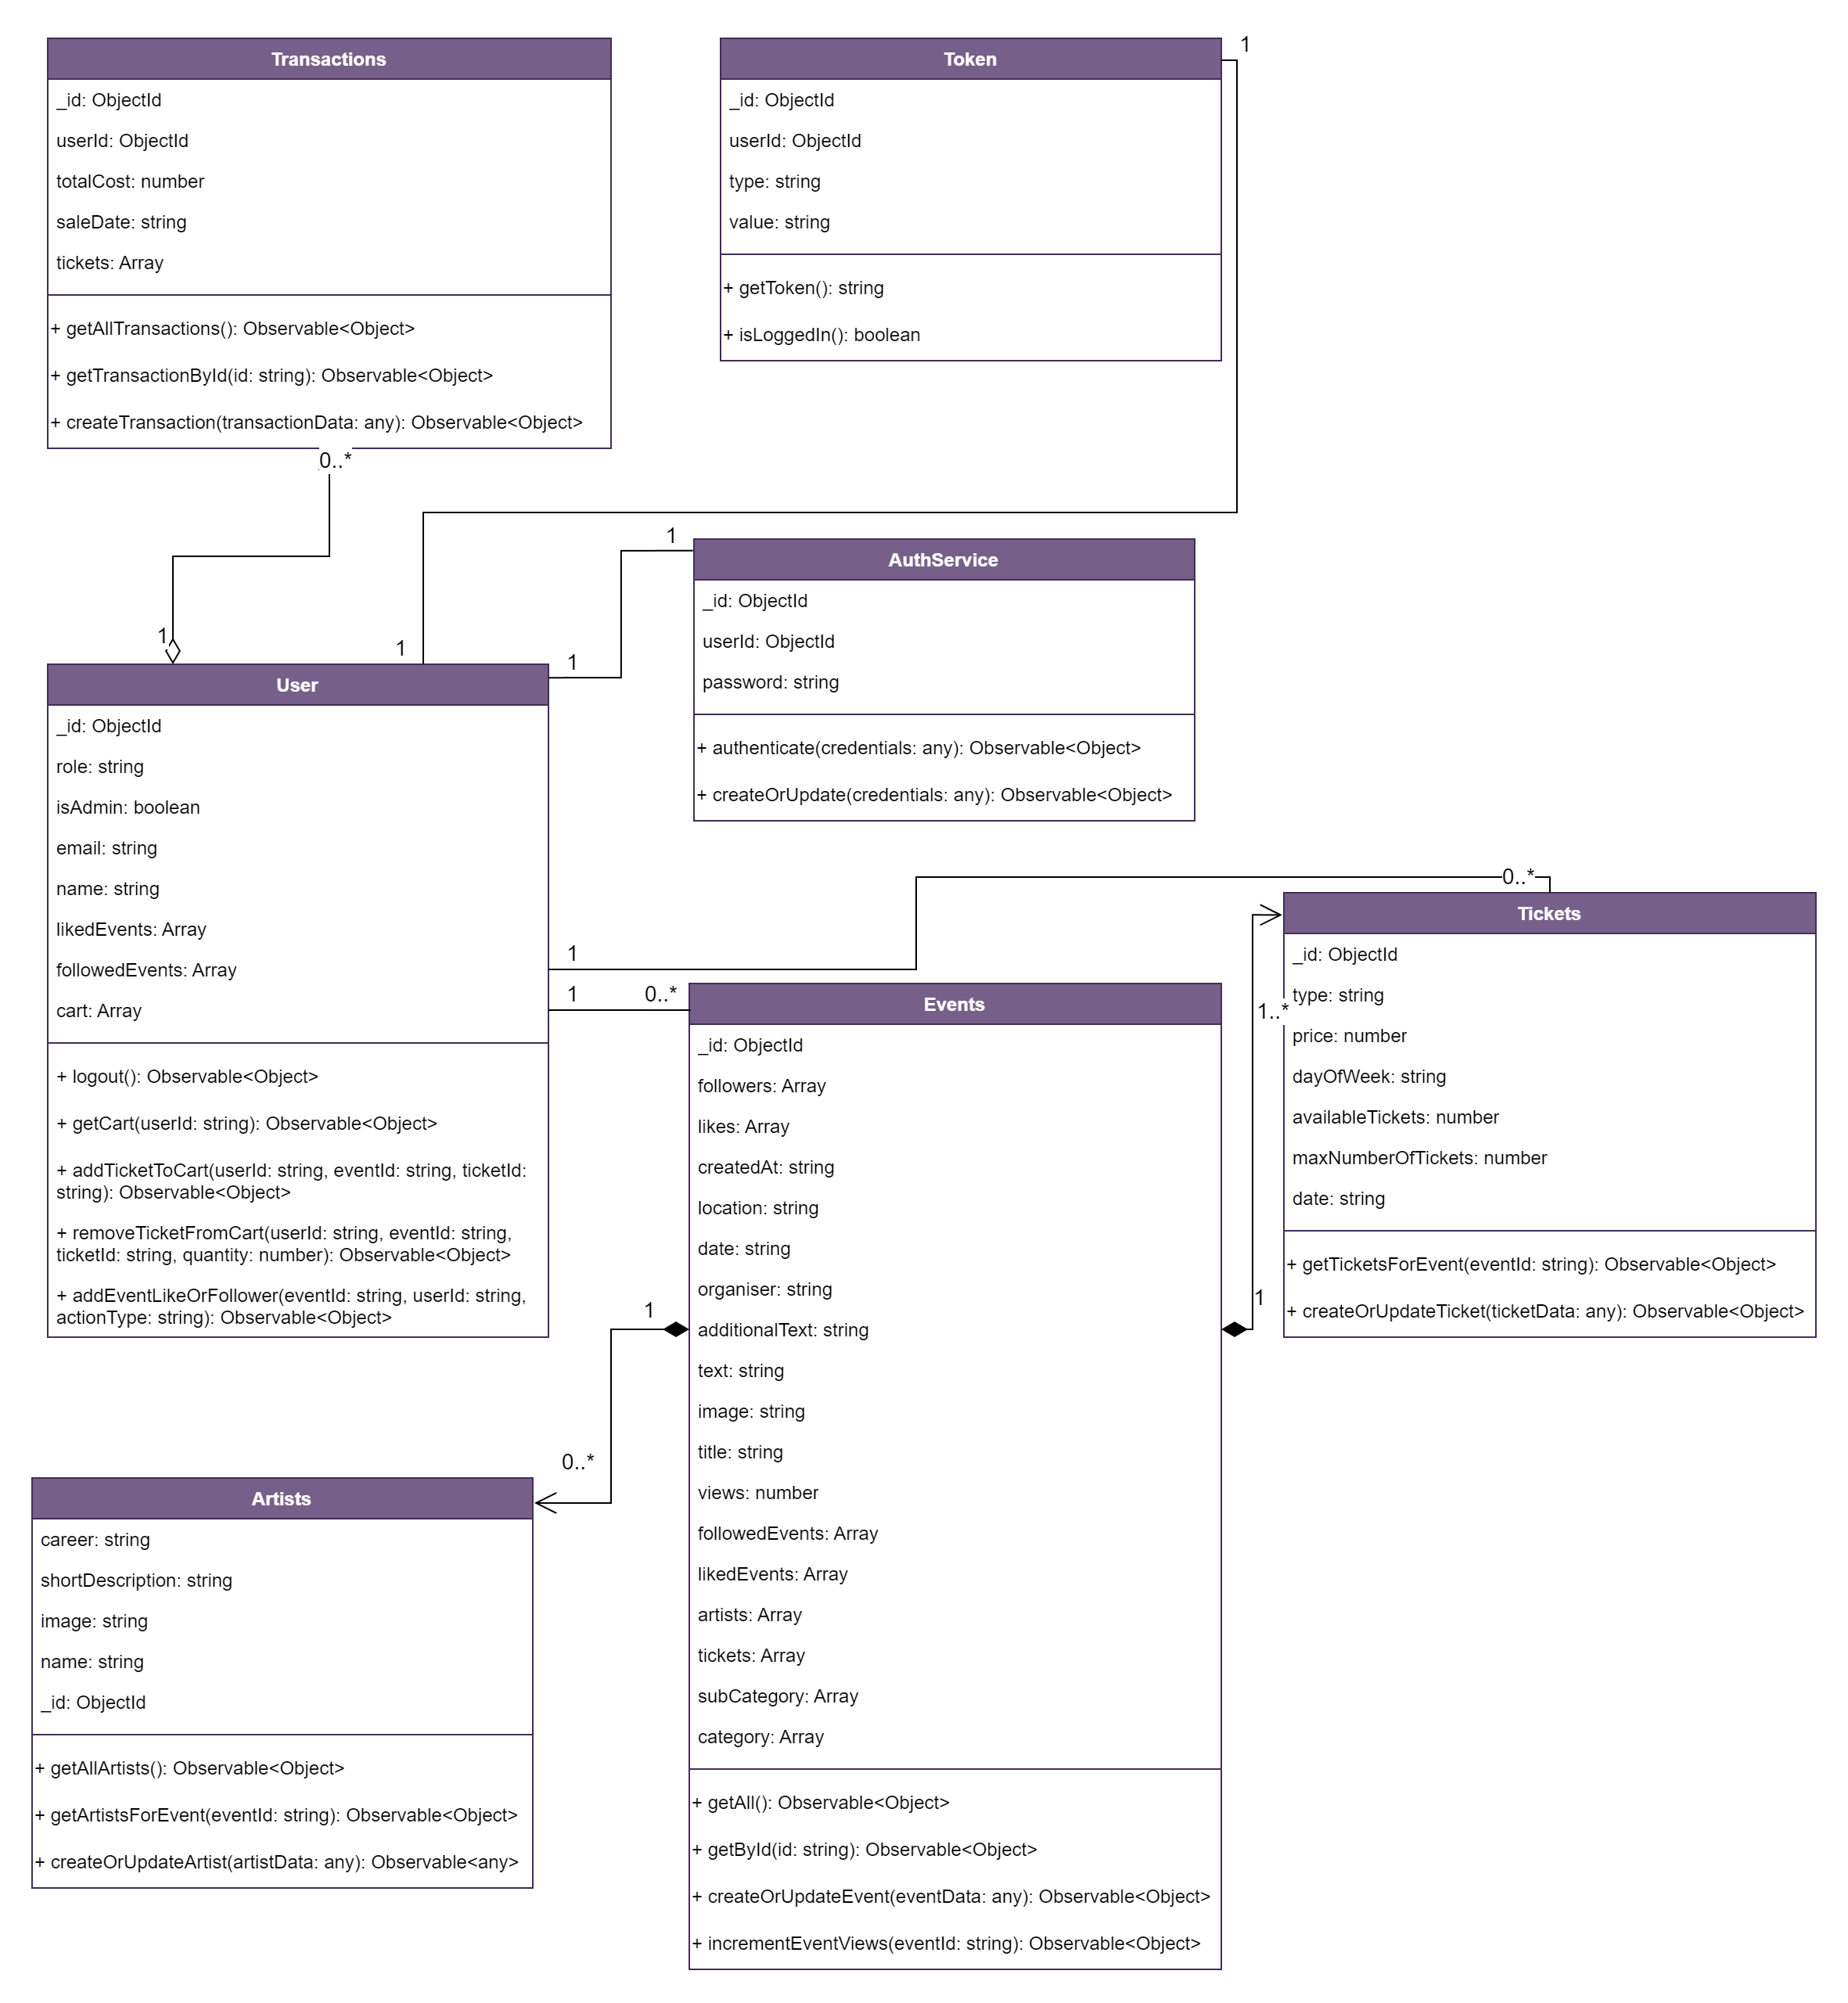 Transactions
_id: ObjectId
userId: ObjectId
totalCost: number
saleDate: string
tickets: Array
+ getAllTransactions(): Observable<Object>
+ getTransactionById(id: string): Observable<Object>
+ createTransaction(transactionData: any): Observable<Object>
0..*
1
Token
_id: ObjectId
userId: ObjectId
type: string
value: string
+ getToken(): string
+ isLoggedIn(): boolean
1
1
1
AuthService
_id: ObjectId
userId: ObjectId
password: string
+ authenticate(credentials: any): Observable<Object>
+ createOrUpdate(credentials: any): Observable<Object>
1
User
_id: ObjectId
role: string
isAdmin: boolean
email: string
name: string
likedEvents: Array
followedEvents: Array
cart: Array
+ logout(): Observable<Object>
+ getCart(userId: string): Observable<Object>
+ addTicketToCart(userId: string, eventId: string, ticketId:
string): Observable<Object>
+ removeTicketFromCart(userId: string, eventId: string,
ticketId: string, quantity: number): Observable<Object>
+ addEventLikeOrFollower(eventId: string, userId: string,
actionType: string): Observable<Object>
1
0..*
1
0..*
Tickets
_id: ObjectId
type: string
price: number
dayOfWeek: string
availableTickets: number
maxNumberOfTickets: number
date: string
+ getTicketsForEvent(eventId: string): Observable<Object>
+ createOrUpdateTicket(ticketData: any): Observable<Object>
1..*
1
Events
_id: ObjectId
followers: Array
likes: Array
createdAt: string
location: string
date: string
organiser: string
additionalText: string
text: string
image: string
title: string
views: number
followedEvents: Array
likedEvents: Array
artists: Array
tickets: Array
subCategory: Array
category: Array
+ getAll(): Observable<Object>
+ getById(id: string): Observable<Object>
+ createOrUpdateEvent(eventData: any): Observable<Object>
+ incrementEventViews(eventId: string): Observable<Object>
1
0..*
Artists
career: string
shortDescription: string
image: string
name: string
_id: ObjectId
+ getAllArtists(): Observable<Object>
+ getArtistsForEvent(eventId: string): Observable<Object>
+ createOrUpdateArtist(artistData: any): Observable<any>